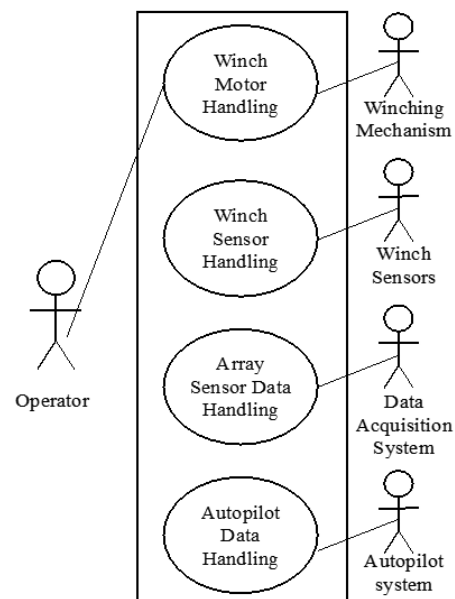 Winch
Motor
Handling
Winching
Mechanism
Winch
Sensor
Handling
Winch
Sensors
Operator
Array
Sensor Data
Handling
Data
Acquisition
System
Autopilot
Data
Handling
Autopilot
system